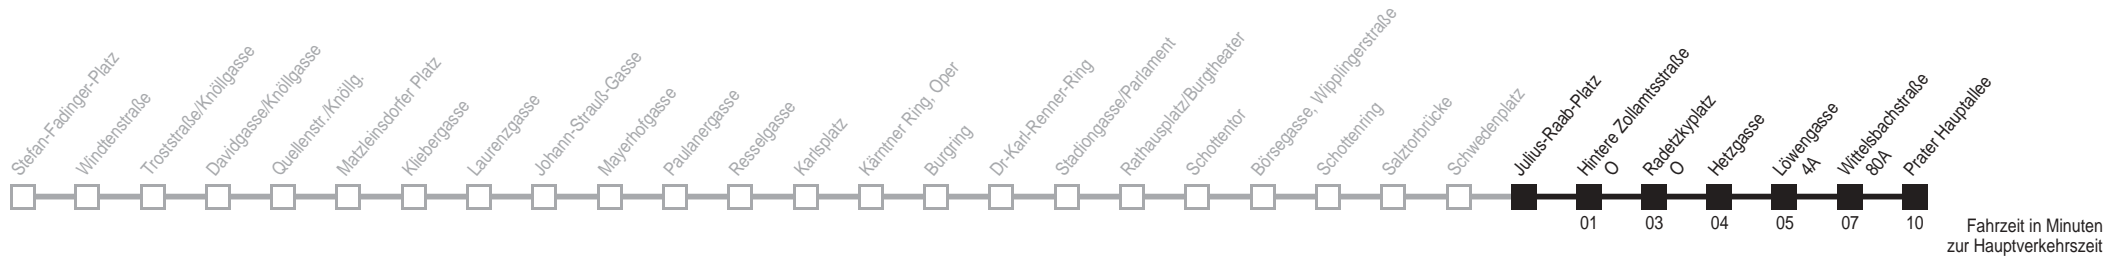 Stefan-Fadinger-Platz
Windtenstraße
Troststraße/Knöllgasse
Davidgasse/Knöllgasse
Quellenstr./Knöllg.
Matzleinsdorfer Platz
Kliebergasse
Laurenzgasse
Johann-Strauß-Gasse
Mayerhofgasse
Paulanergasse
Resselgasse
Karlsplatz
Kärntner Ring, Oper
Burgring
Dr-Karl-Renner-Ring
Stadiongasse/Parlament
Rathausplatz/Burgtheater
Schottentor
Börsegasse, Wipplingerstraße
Schottenring
Salztorbrücke
Schwedenplatz
Julius-Raab-Platz
Hintere Zollamtsstraße
O
Radetzkyplatz
O
Hetzgasse
Löwengasse
4A
Wittelsbachstraße
80A
Prater Hauptallee
01 03 04 05 07 10
Fahrzeit in Minuten
zur Hauptverkehrszeit